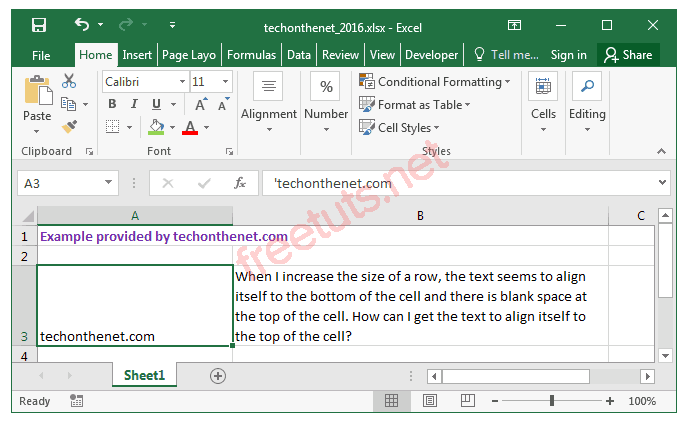 techonthenet_2016.xlsx - Excel
File Home Insert Page Layo Formulas Data Review View Developer Tell me... Sign in Share
Calibri 11
Conditional Formatting
Format as Table
Cell Styles
Paste
B I U A A
A
Alignment
%
Number
Cells
Editing
Clipboard Font Styles
A3 fx 'techonthenet.com
A B C
1 Example provided by techonthenet.com
2
When I increase the size of a row, the text seems to align
itself to the bottom of the cell and there is blank space at
the top of the cell. How can I get the text to align itself to
3 techonthenet.com the top of the cell?
4
Sheet1
Ready 100%
freetuts.net